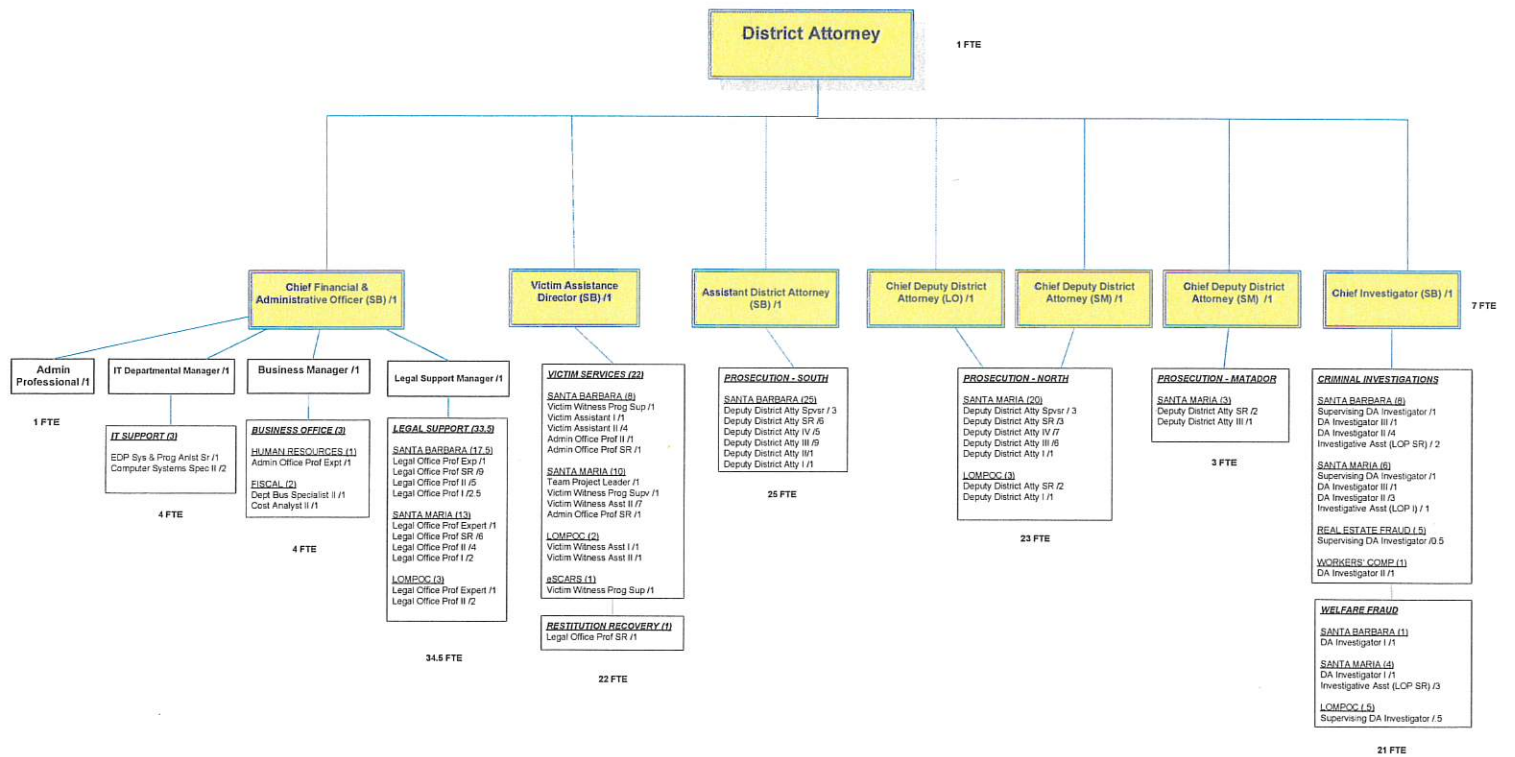 District Attorney
1 FTE
Chief Financial &
Administrative Officer (SB) /1
Victim Assistance
Director (SB) /1
Assistant District Attorney
(SB) /1
Chief Deputy District
Attorney (LO) /1
Chief Deputy District
Attorney (SM) /1
Chief Deputy District
Attorney (SM) /1
Chief Investigator (SB) /1
7 FTE
Admin
Professional /1
1 FTE
IT Departmental Manager /1
IT SUPPORT (3)
EDP Sys & Prog Anlst Sr /1
Computer Systems Spec II /2
4 FTE
Business Manager /1
BUSINESS OFFICE (3)
HUMAN RESOURCES (1)
Admin Office Prof Expt /1
FISCAL (2)
Dept Bus Specialist II /1
Cost Analyst II /1
4 FTE
Legal Support Manager /1
LEGAL SUPPORT (33.5)
SANTA BARBARA (17.5)
Legal Office Prof Exp /1
Legal Office Prof SR /9
Legal Office Prof II /5
Legal Office Prof I /2.5
SANTA MARIA (13)
Legal Office Prof Expert /1
Legal Office Prof SR /6
Legal Office Prof II /4
Legal Office Prof I /2
LOMPOC (3)
Legal Office Prof Expert /1
Legal Office Prof II /2
34.5 FTE
VICTIM SERVICES (22)
SANTA BARBARA (8)
Victim Witness Prog Sup /1
Victim Assistant I /1
Victim Assistant II /4
Admin Office Prof II /1
Admin Office Prof SR /1
SANTA MARIA (10)
Team Project Leader /1
Victim Witness Prog Supv /1
Victim Witness Asst II /7
Admin Office Prof SR /1
LOMPOC (2)
Victim Witness Asst I /1
Victim Witness Asst II /1
eSCARS (1)
Victim Witness Prog Sup /1
RESTITUTION RECOVERY (1)
Legal Office Prof SR /1
22 FTE
PROSECUTION - SOUTH
SANTA BARBARA (25)
Deputy District Atty Spvsr / 3
Deputy District Atty SR /6
Deputy District Atty IV /5
Deputy District Atty III /9
Deputy District Atty II/1
Deputy District Atty I /1
25 FTE
PROSECUTION - NORTH
SANTA MARIA (20)
Deputy District Atty Spvsr / 3
Deputy District Atty SR /3
Deputy District Atty IV /7
Deputy District Atty III /6
Deputy District Atty I /1
LOMPOC (3)
Deputy District Atty SR /2
Deputy District Atty I /1
23 FTE
PROSECUTION - MATADOR
SANTA MARIA (3)
Deputy District Atty SR /2
Deputy District Atty III /1
3 FTE
CRIMINAL INVESTIGATIONS
SANTA BARBARA (8)
Supervising DA Investigator /1
DA Investigator III /1
DA Investigator II /4
Investigative Asst (LOP SR) / 2
SANTA MARIA (6)
Supervising DA Investigator /1
DA Investigator III /1
DA Investigator II /3
Investigative Asst (LOP I) / 1
REAL ESTATE FRAUD (.5)
Supervising DA Investigator /0.5
WORKERS' COMP (1)
DA Investigator II /1
WELFARE FRAUD
SANTA BARBARA (1)
DA Investigator I /1
SANTA MARIA (4)
DA Investigator I /1
Investigative Asst (LOP SR) /3
LOMPOC (.5)
Supervising DA Investigator /.5
21 FTE